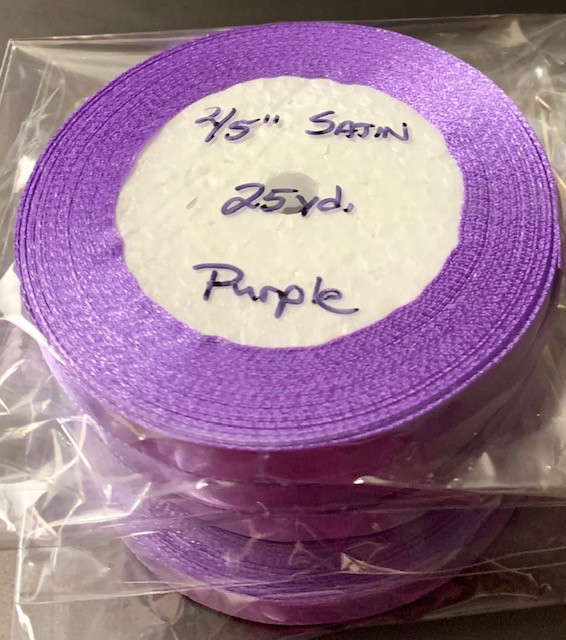 2/5" SATIN
25yd.
Purple